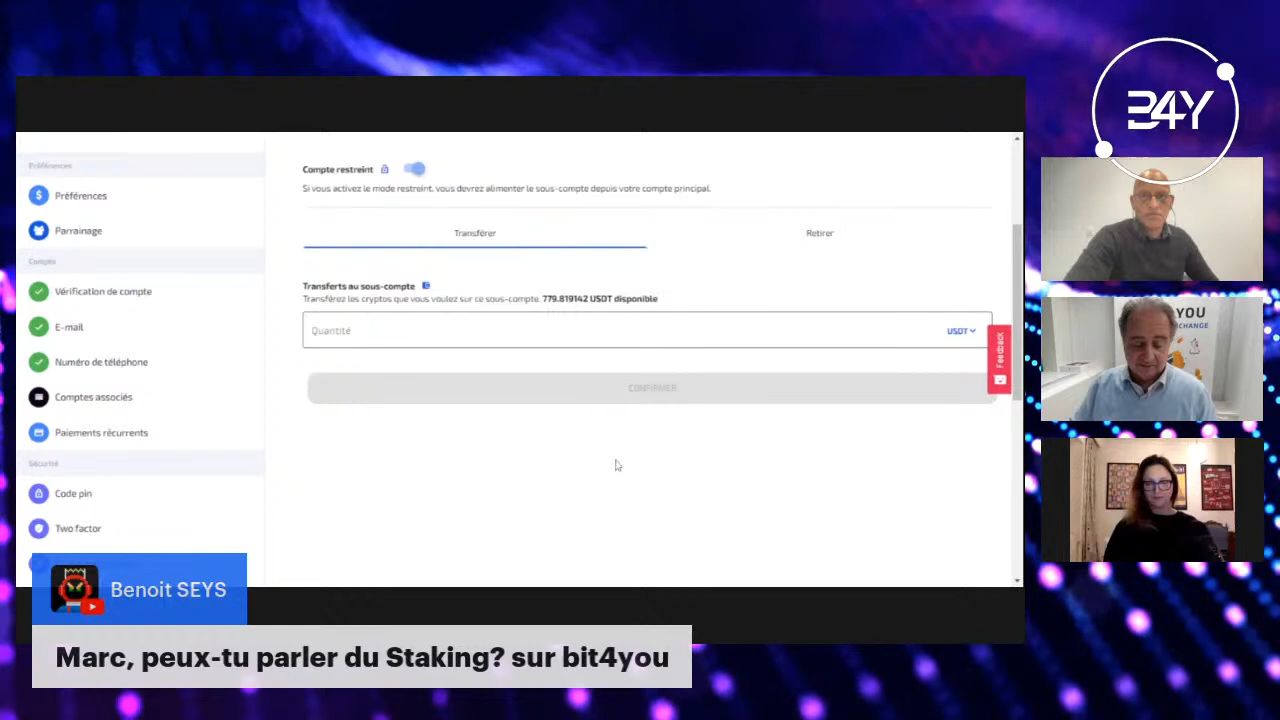 B4Y
Préférences
Préférences
Parrainage
Compte
Vérification de compte
E-mail
Numéro de téléphone
Comptes associés
Paiements récurrents
Sécurité
Code pin
Two factor
Compte restreint
Si vous activez le mode restreint, vous devrez alimenter le sous-compte depuis votre compte principal.
Transférer
Retirer
Transferts au sous-compte
Transférez les cryptos que vous voulez sur ce sous-compte. 779.819142 USDT disponible
Quantité
USDT
CONFIRMER
Feedback
YOU
CHANGE
Benoit SEYS
Marc, peux-tu parler du Staking? sur bit4you